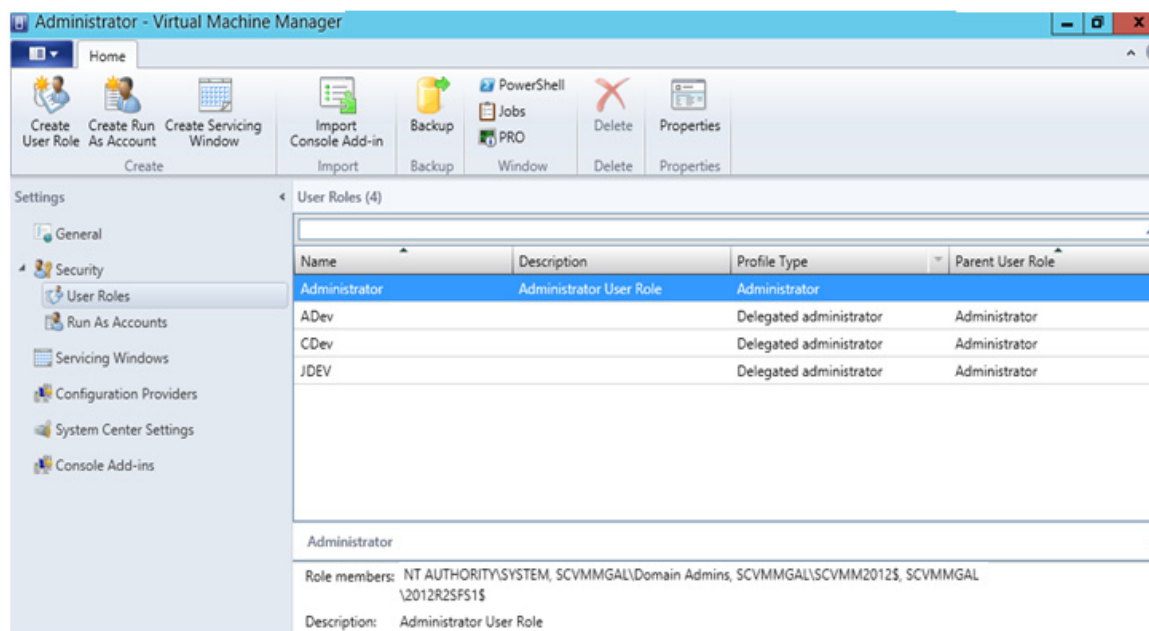 Administrator - Virtual Machine Manager
Home
Create User Role
Create Run As Account
Create Servicing Window
Import Console Add-in
Backup
PowerShell
Jobs
PRO
Delete
Properties
Create
Import
Backup
Window
Delete
Properties
Settings
General
Security
User Roles
Run As Accounts
Servicing Windows
Configuration Providers
System Center Settings
Console Add-ins
User Roles (4)
Name Description Profile Type Parent User Role
Administrator Administrator User Role Administrator
ADev Delegated administrator Administrator
CDev Delegated administrator Administrator
JDEV Delegated administrator Administrator
Administrator
Role members: NT AUTHORITY\SYSTEM, SCVMMGAL\Domain Admins, SCVMMGAL\SCVMM2012$, SCVMMGAL
\2012R2SFS1$
Description: Administrator User Role